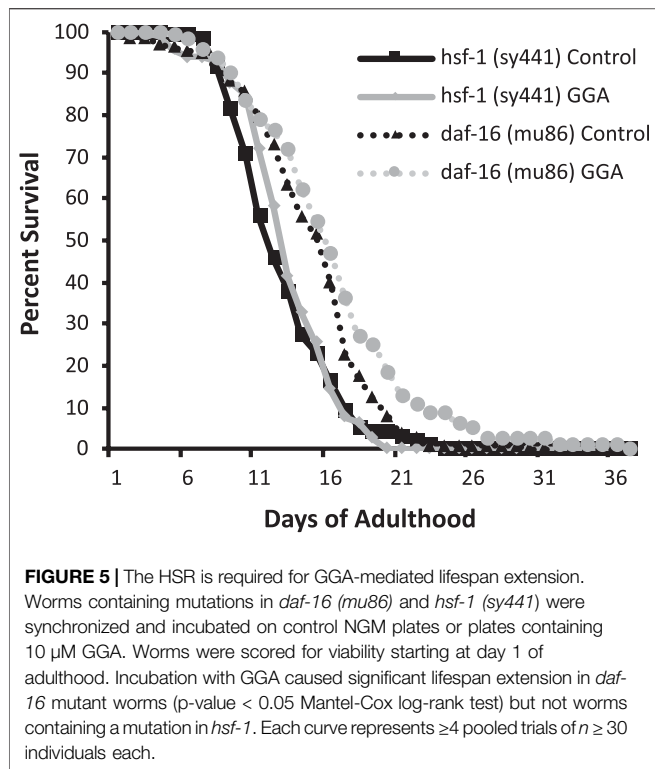 100
90
80
70
60
50
40
30
20
10
0
Percent Survival
hsf-1 (sy441) Control
hsf-1 (sy441) GGA
daf-16 (mu86) Control
daf-16 (mu86) GGA
1 6 11 16 21 26 31 36
Days of Adulthood
FIGURE 5 | The HSR is required for GGA-mediated lifespan extension.
Worms containing mutations in daf-16 (mu86) and hsf-1 (sy441) were
synchronized and incubated on control NGM plates or plates containing
10 µM GGA. Worms were scored for viability starting at day 1 of
adulthood. Incubation with GGA caused significant lifespan extension in daf-
16 mutant worms (p-value < 0.05 Mantel-Cox log-rank test) but not worms
containing a mutation in hsf-1. Each curve represents ≥4 pooled trials of n ≥ 30
individuals each.